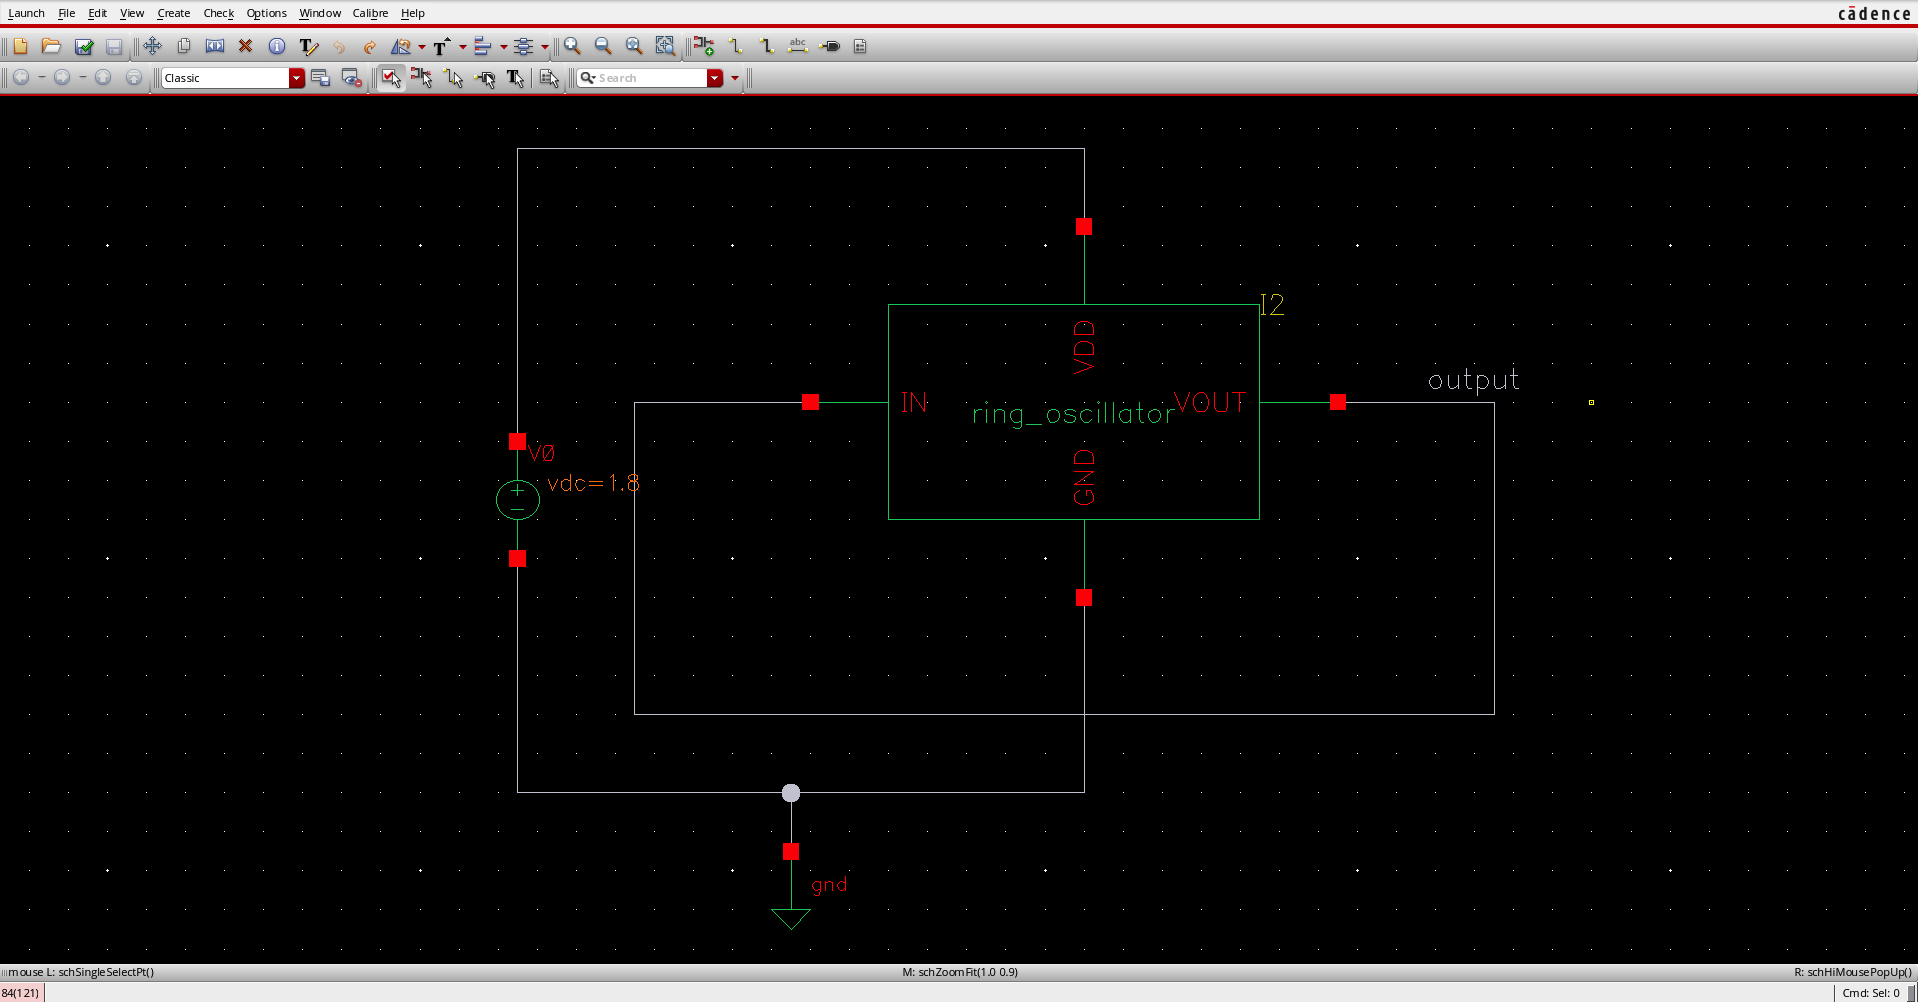 Launch File Edit View Create Check Options Window Calibre Help
cādence
abc
Classic
Search
I2
VDD
output
IN
ring_oscillator
VOUT
V0
GND
vdc=1.8
gnd
mouse L: schSingleSelectPt()
M: schZoomFit(1.0 0.9)
R: schHiMousePopUp()
84(121)
Cmd: Sel: 0